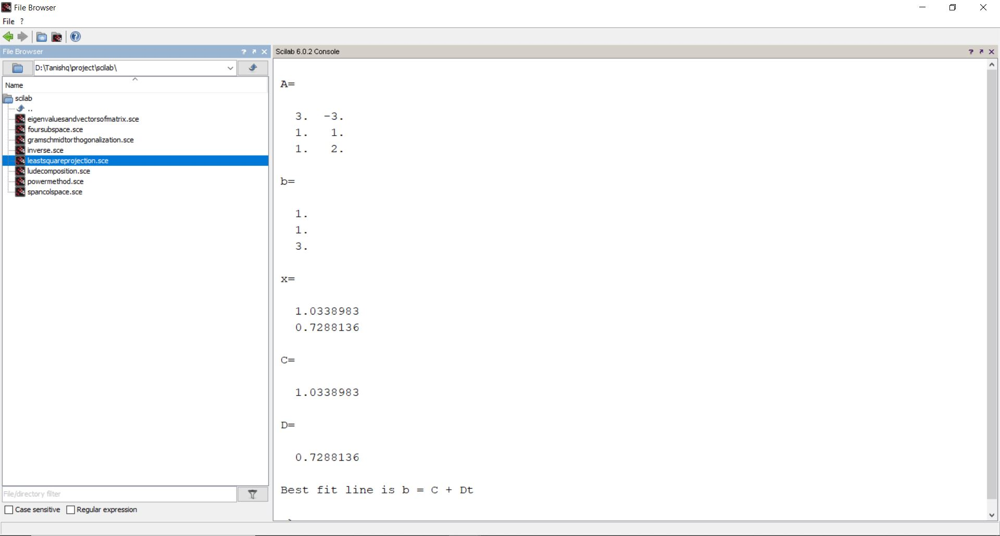 File Browser
File ?
File Browser
D:\Tanishq\project\scilab\
Name
scilab
..
eigenvaluesandvectorsofmatrix.sce
foursubspace.sce
gramschmidtorthogonalization.sce
inverse.sce
leastsquareprojection.sce
ludecomposition.sce
powermethod.sce
spancolspace.sce
File/directory filter
Case sensitive Regular expression
Scilab 6.0.2 Console
A=
3. -3.
1. 1.
1. 2.
b=
1.
1.
3.
x=
1.0338983
0.7288136
C=
1.0338983
D=
0.7288136
Best fit line is b = C + Dt